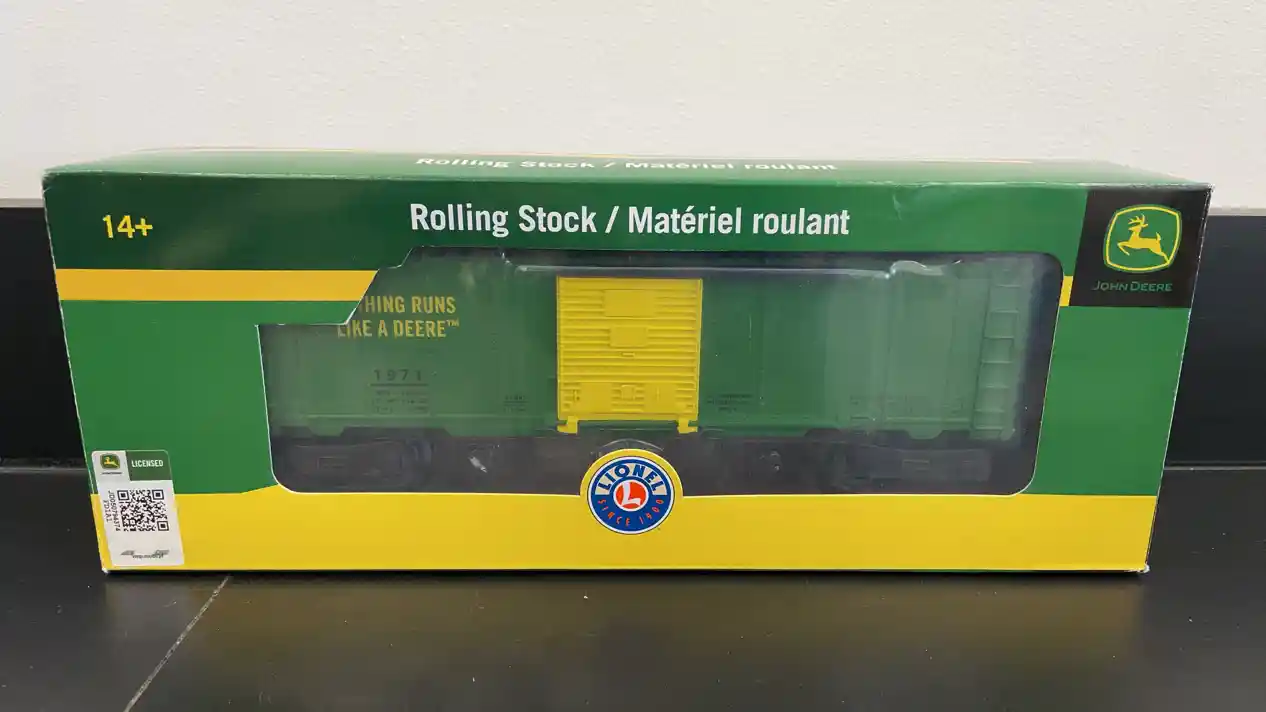 Rolling Stock / Matériel roulant
14+
Rolling Stock / Matériel roulant
JOHN DEERE
THING RUNS
LIKE A DEERE™
1971
LICENSED
LIONEL
SINCE 1900